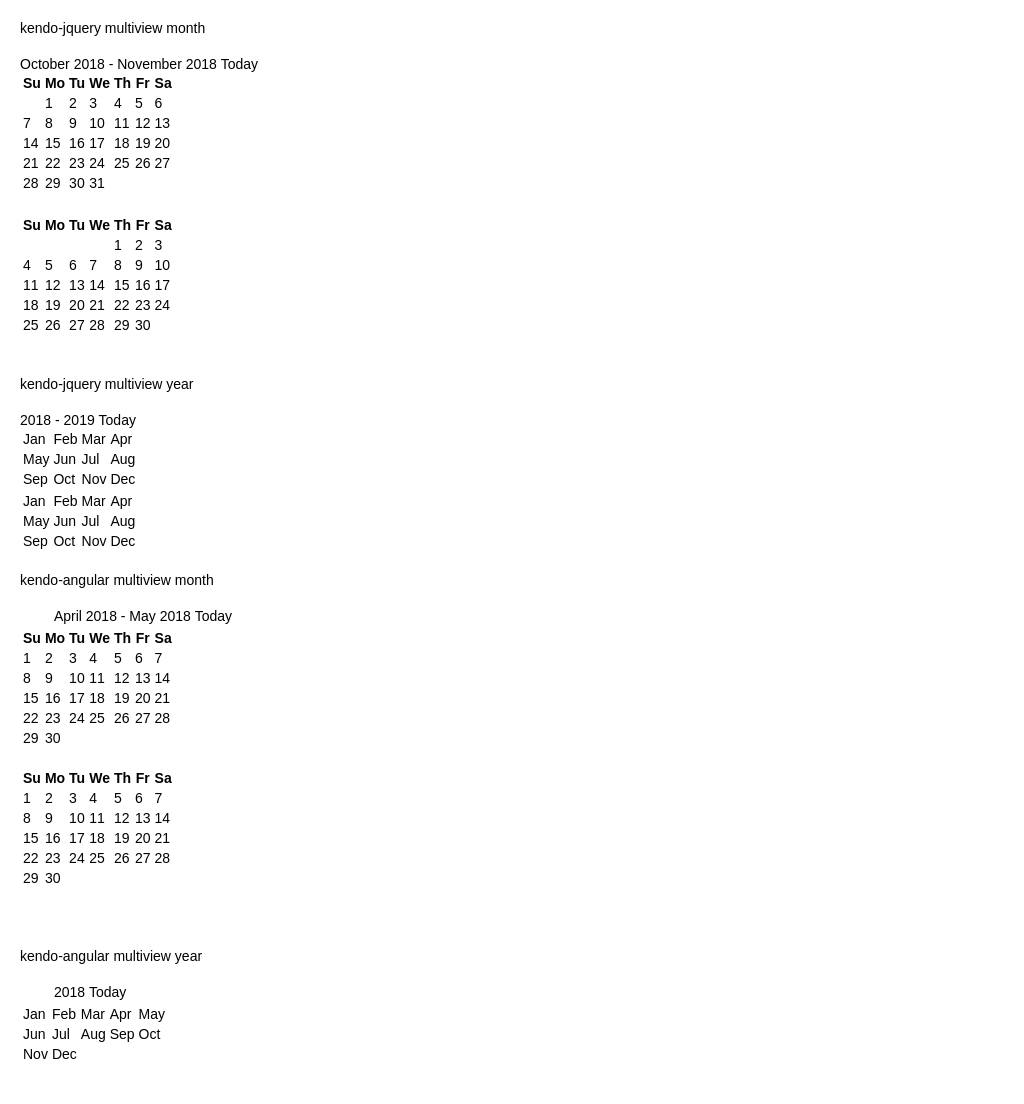 kendo-jquery multiview month
October 2018 - November 2018 Today
Su Mo Tu We Th Fr Sa
1 2 3 4 5 6
7 8 9 10 11 12 13
14 15 16 17 18 19 20
21 22 23 24 25 26 27
28 29 30 31
Su Mo Tu We Th Fr Sa
1 2 3
4 5 6 7 8 9 10
11 12 13 14 15 16 17
18 19 20 21 22 23 24
25 26 27 28 29 30
kendo-jquery multiview year
2018 - 2019 Today
Jan Feb Mar Apr
May Jun Jul Aug
Sep Oct Nov Dec
Jan Feb Mar Apr
May Jun Jul Aug
Sep Oct Nov Dec
kendo-angular multiview month
April 2018 - May 2018 Today
Su Mo Tu We Th Fr Sa
1 2 3 4 5 6 7
8 9 10 11 12 13 14
15 16 17 18 19 20 21
22 23 24 25 26 27 28
29 30
Su Mo Tu We Th Fr Sa
1 2 3 4 5 6 7
8 9 10 11 12 13 14
15 16 17 18 19 20 21
22 23 24 25 26 27 28
29 30
kendo-angular multiview year
2018 Today
Jan Feb Mar Apr May
Jun Jul Aug Sep Oct
Nov Dec